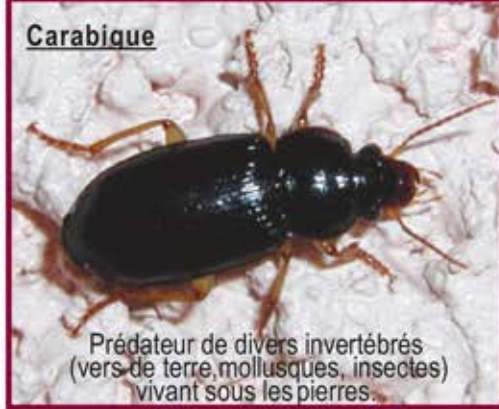 Carabique
Prédateur de divers invertébrés
(vers de terre,mollusques, insectes)
vivant sous les pierres.